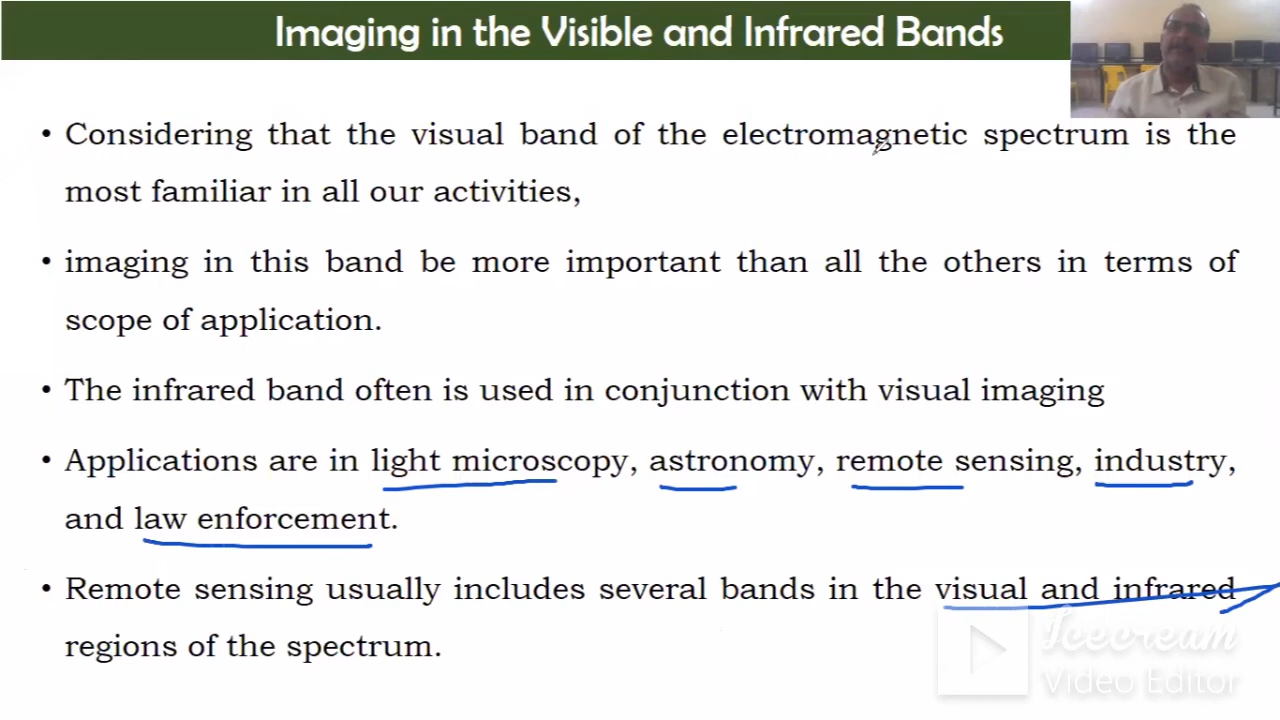 Imaging in the Visible and Infrared Bands
• Considering that the visual band of the electromagnetic spectrum is the
most familiar in all our activities,
• imaging in this band be more important than all the others in terms of
scope of application.
• The infrared band often is used in conjunction with visual imaging
• Applications are in light microscopy, astronomy, remote sensing, industry,
and law enforcement.
• Remote sensing usually includes several bands in the visual and infrared
regions of the spectrum.
Icecream
Video Editor